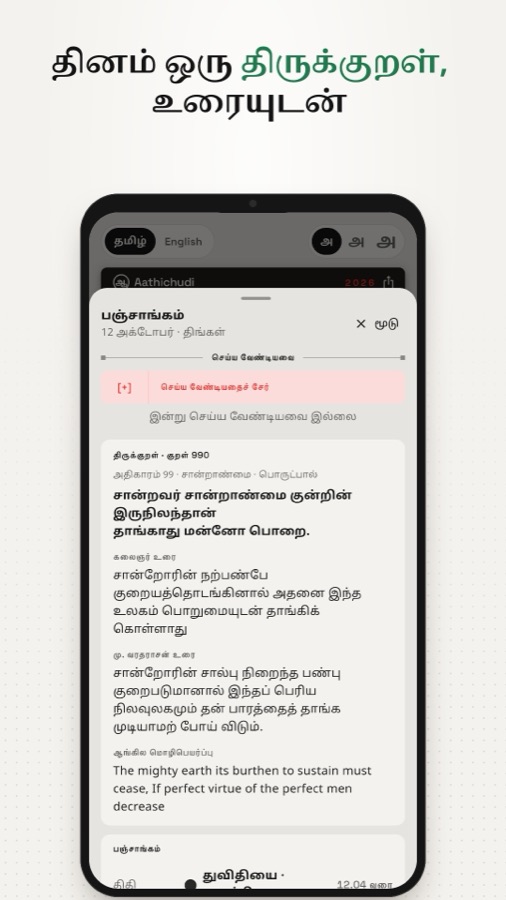 தினம் ஒரு திருக்குறள்,
உரையுடன்
தமிழ் English அ அ அ
ஆ Aathichudi 2026
பஞ்சாங்கம்
12 அக்டோபர் · திங்கள்
× மூடு
செய்ய வேண்டியவை
[+] செய்ய வேண்டியதைச் சேர்
இன்று செய்ய வேண்டியவை இல்லை
திருக்குறள் · குறள் 990
அதிகாரம் 99 · சான்றாண்மை · பொருட்பால்
சான்றவர் சான்றாண்மை குன்றின்
இருநிலந்தான்
தாங்காது மன்னோ பொறை.
கலைஞர் உரை
சான்றோரின் நற்பண்பே
குறையத்தொடங்கினால் அதனை இந்த
உலகம் பொறுமையுடன் தாங்கிக்
கொள்ளாது
மு. வரதராசன் உரை
சான்றோரின் சால்பு நிறைந்த பண்பு
குறைபடுமானால் இந்தப் பெரிய
நிலவுலகமும் தன் பாரத்தைத் தாங்க
முடியாமற் போய் விடும்.
ஆங்கில மொழிபெயர்ப்பு
The mighty earth its burthen to sustain must
cease, If perfect virtue of the perfect men
decrease
பஞ்சாங்கம்
திதி துவிதியை · 12.04 வரை